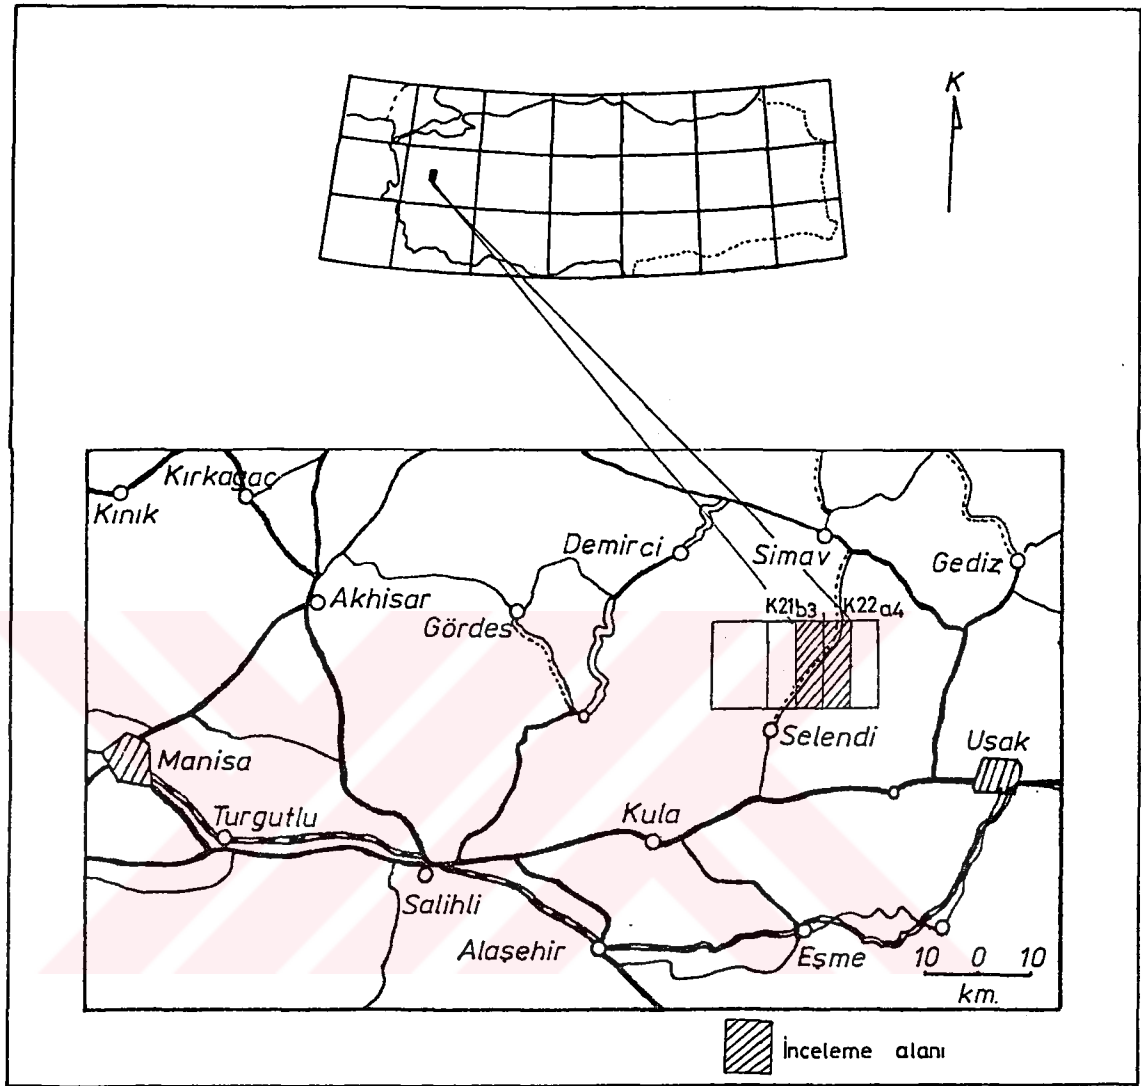 K
Kırkağaç
Kınık
Demirci
Simav
Gediz
Akhisar
Gördes
K21b3
K22a4
Selendi
Uşak
Manisa
Turgutlu
Kula
Salihli
Alaşehir
Eşme
10 0 10
km.
İnceleme alanı